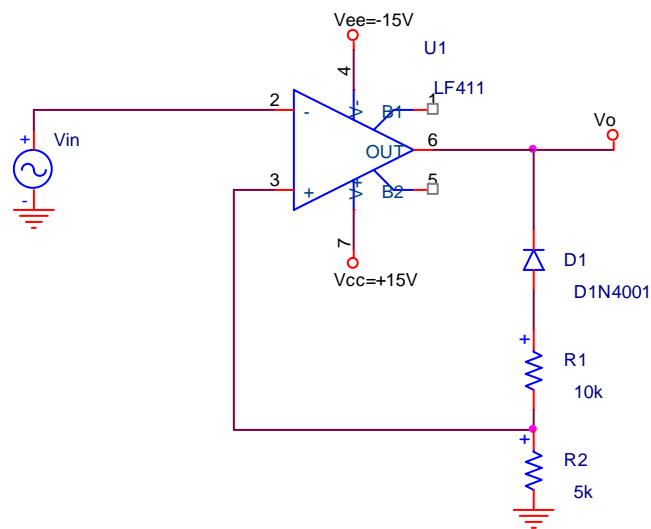 Vee=-15V
U1
4
LF411
2
V-
B1
1
+
Vin
-
OUT
6
Vo
-
3
+
V+
B2
5
7
Vcc=+15V
D1
D1N4001
+
R1
10k
+
R2
5k